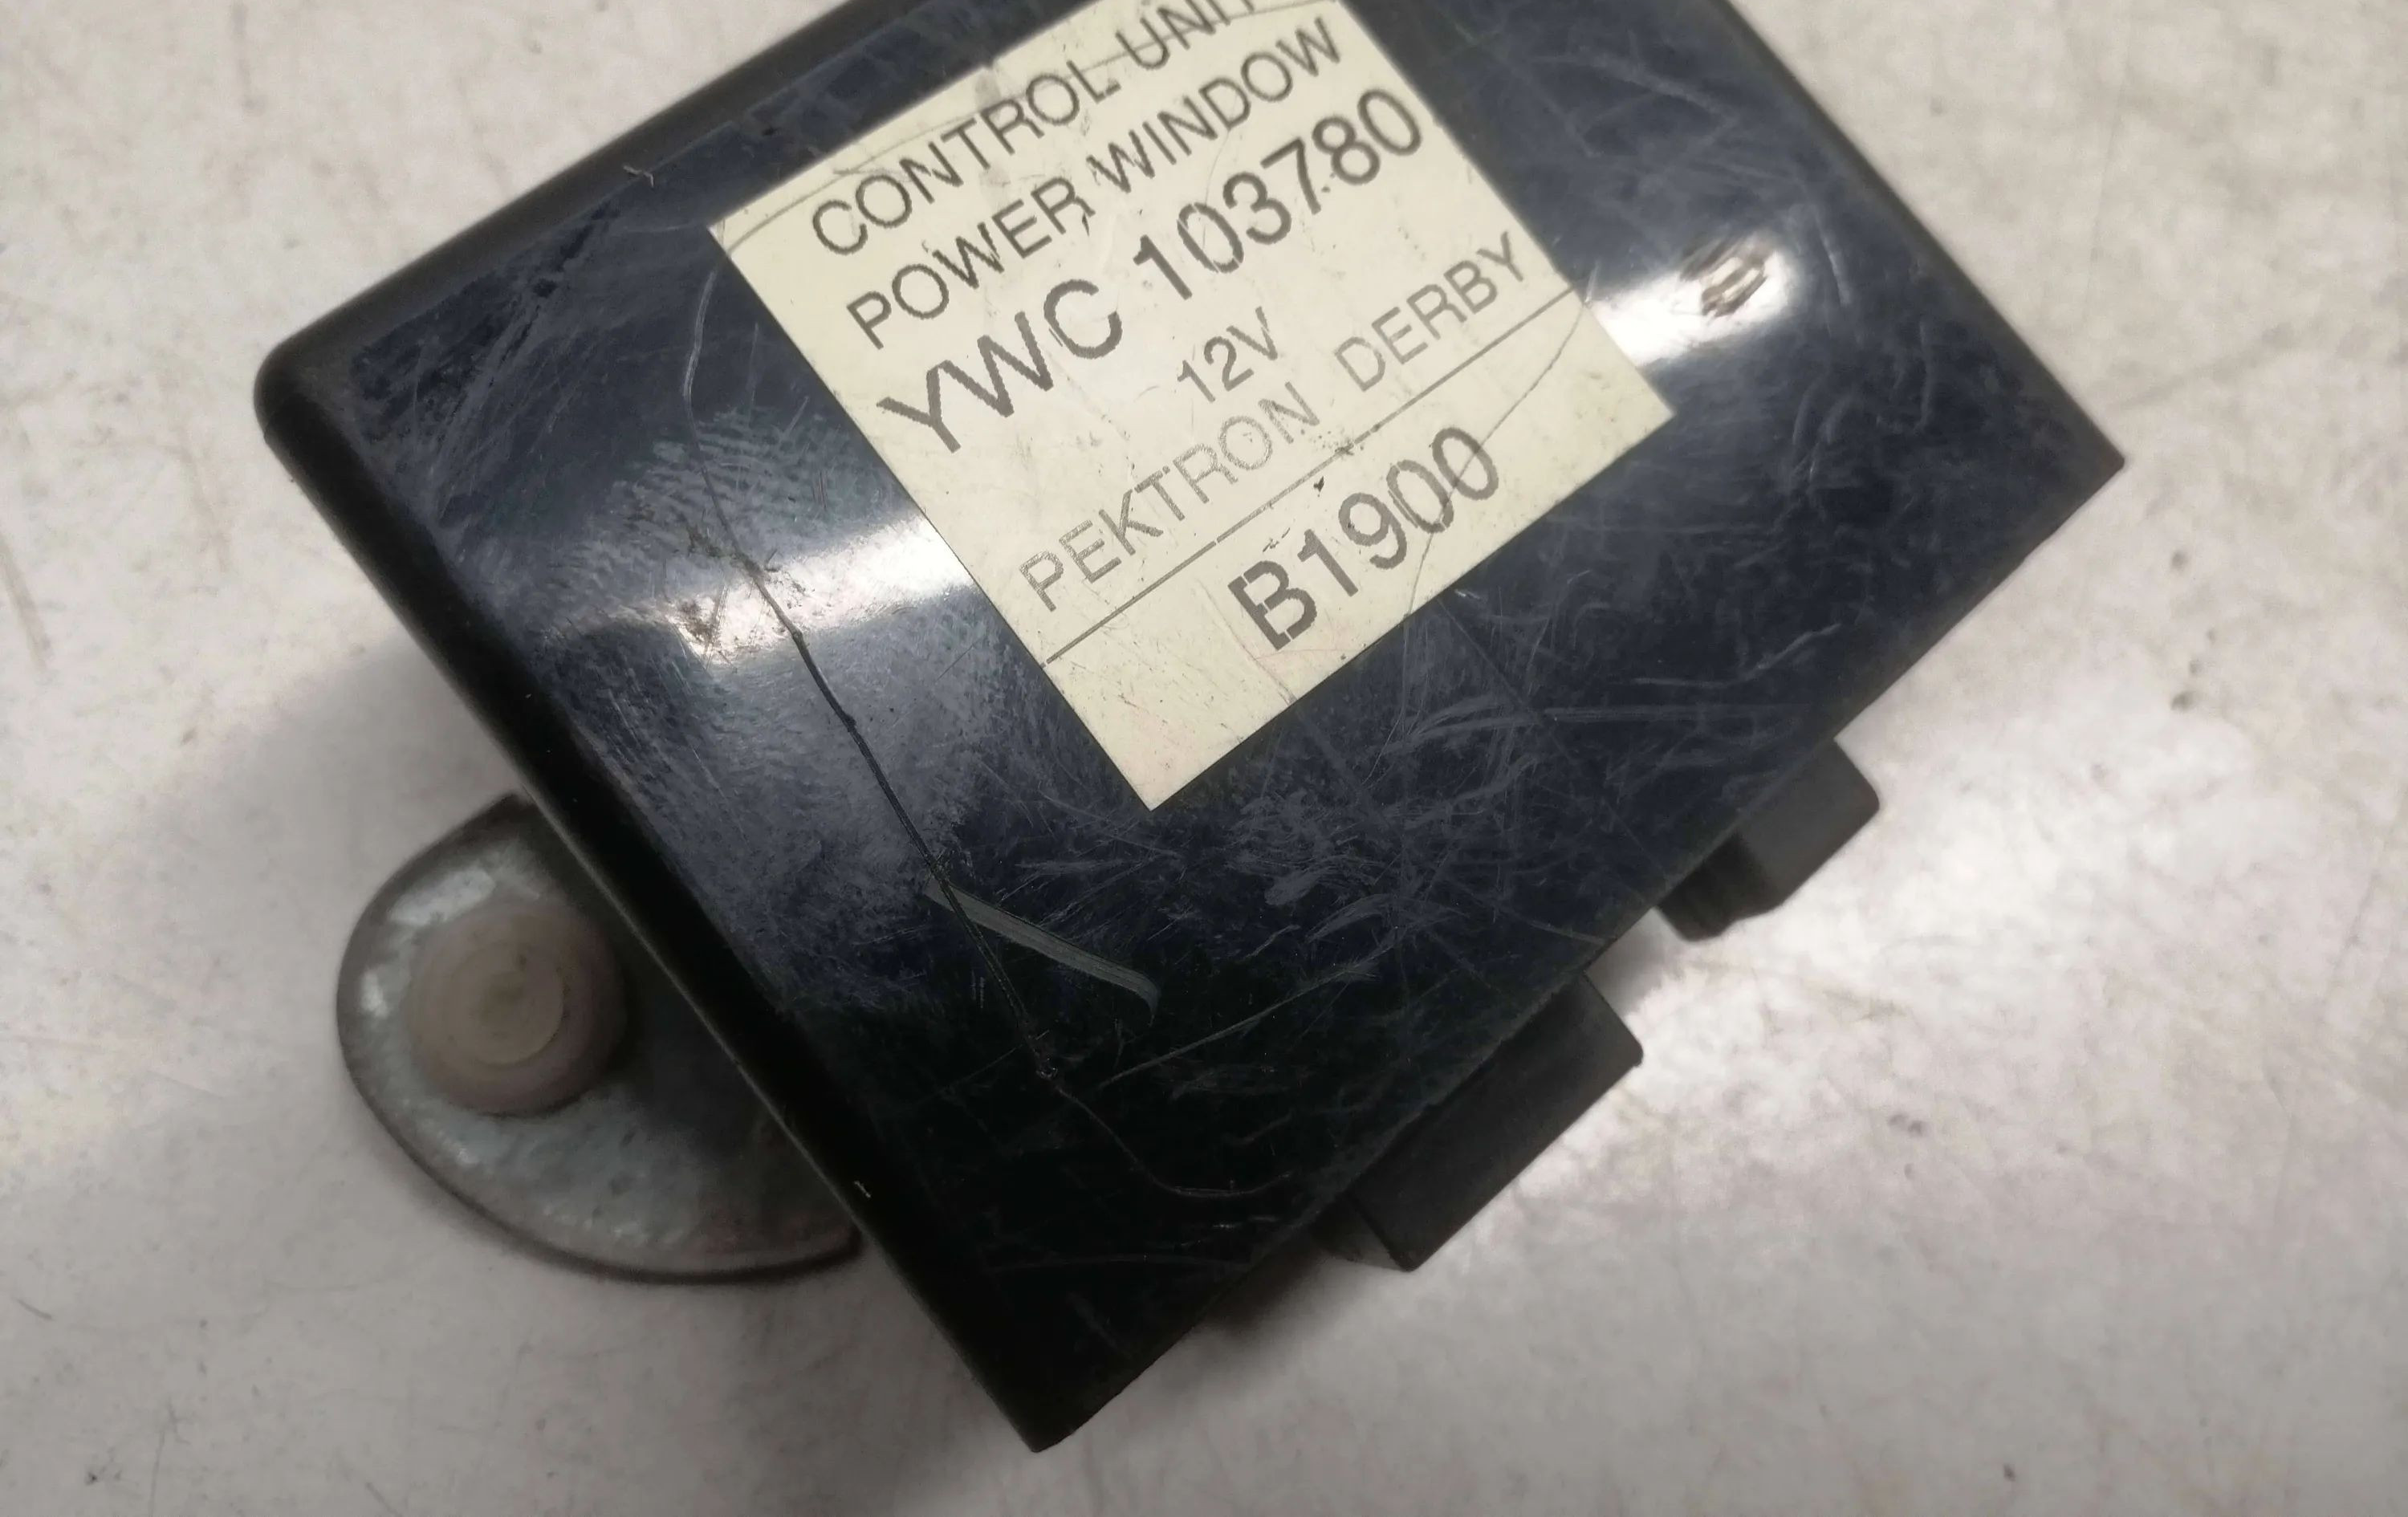 CONTROL UNIT
POWER WINDOW
YWC 103780
12V
PEKTRON DERBY
B1900